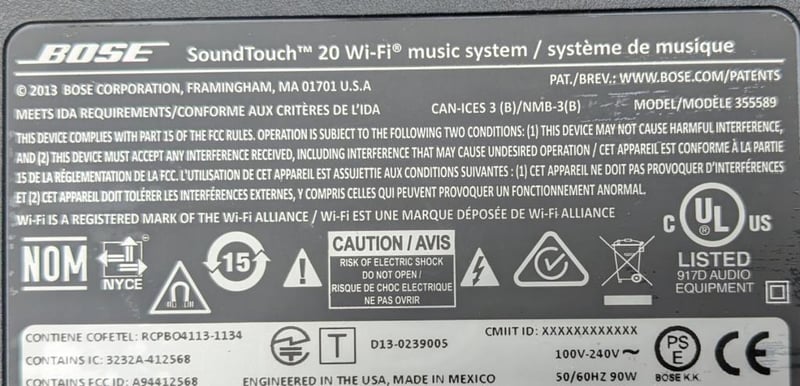 BOSE SoundTouch™ 20 Wi-Fi® music system / système de musique
© 2013 BOSE CORPORATION, FRAMINGHAM, MA 01701 U.S.A PAT./BREV.: WWW.BOSE.COM/PATENTS
MEETS IDA REQUIREMENTS/CONFORME AUX CRITÈRES DE L'IDA CAN-ICES 3 (B)/NMB-3(B) MODEL/MODÈLE 355589
THIS DEVICE COMPLIES WITH PART 15 OF THE FCC RULES. OPERATION IS SUBJECT TO THE FOLLOWING TWO CONDITIONS: (1) THIS DEVICE MAY NOT CAUSE HARMFUL INTERFERENCE,
AND (2) THIS DEVICE MUST ACCEPT ANY INTERFERENCE RECEIVED, INCLUDING INTERFERENCE THAT MAY CAUSE UNDESIRED OPERATION / CET APPAREIL EST CONFORME À LA PARTIE
15 DE LA RÉGLEMENTATION DE LA FCC. L'UTILISATION DE CET APPAREIL EST ASSUJETTIE AUX CONDITIONS SUIVANTES : (1) CET APPAREIL NE DOIT PAS PROVOQUER D'INTERFÉRENCES
ET (2) CET APPAREIL DOIT TOLÉRER LES INTERFÉRENCES EXTERNES, Y COMPRIS CELLES QUI PEUVENT PROVOQUER UN FONCTIONNEMENT ANORMAL.
Wi-Fi IS A REGISTERED MARK OF THE Wi-Fi ALLIANCE / Wi-Fi EST UNE MARQUE DÉPOSÉE DE Wi-Fi ALLIANCE
C UL US
LISTED
917D AUDIO
EQUIPMENT
NOM
NYCE
15
CAUTION / AVIS
RISK OF ELECTRIC SHOCK
DO NOT OPEN /
RISQUE DE CHOC ELECTRIQUE
NE PAS OVRIR
CONTIENE COFETEL: RCPBO4113-1134
CONTAINS IC: 3232A-412568
CONTAINS FCC ID: A94412568
T D13-0239005
CMIIT ID: XXXXXXXXXXXX
100V-240V ~
50/60HZ 90W
ENGINEERED IN THE USA, MADE IN MEXICO
PS
E
BOSE K.K.
CE